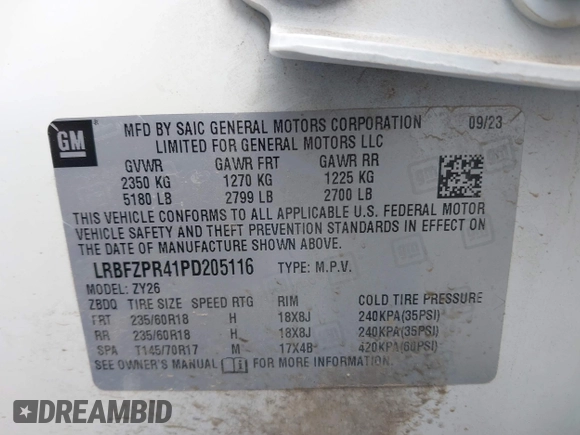 GM
MFD BY SAIC GENERAL MOTORS CORPORATION 09/23
LIMITED FOR GENERAL MOTORS LLC
GVWR GAWR FRT GAWR RR
2350 KG 1270 KG 1225 KG
5180 LB 2799 LB 2700 LB
THIS VEHICLE CONFORMS TO ALL APPLICABLE U.S. FEDERAL MOTOR
VEHICLE SAFETY AND THEFT PREVENTION STANDARDS IN EFFECT ON
THE DATE OF MANUFACTURE SHOWN ABOVE.
LRBFZPR41PD205116 TYPE: M.P.V.
MODEL: ZY26
ZBDQ TIRE SIZE SPEED RTG RIM COLD TIRE PRESSURE
FRT 235/60R18 H 18X8J 240KPA(35PSI)
RR 235/60R18 H 18X8J 240KPA(35PSI)
SPA T145/70R17 M 17X4B 420KPA(60PSI)
SEE OWNER'S MANUAL i FOR MORE INFORMATION.
DREAMBID